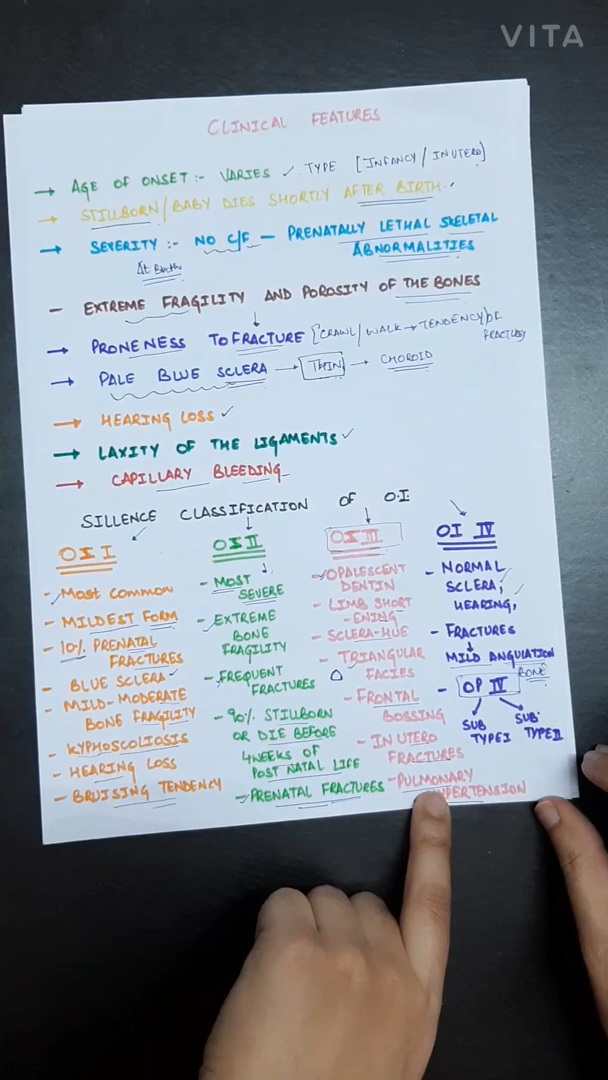 VITA
CLINICAL FEATURES
→ AGE OF ONSET:- VARIES ✓ TYPE [INFANCY / IN UTERO]
→ STILLBORN / BABY DIES SHORTLY AFTER BIRTH
→ SEVERITY :- NO C/F - PRENATALLY LETHAL SKELETAL
ABNORMALITIES
At Birth
- EXTREME FRAGILITY AND POROSITY OF THE BONES
→ PRONENESS TO FRACTURE [CRAWL / WALK → TENDENCY OF
FRACTURE]
→ PALE BLUE SCLERA → THIN → CHOROID
→ HEARING LOSS ✓
→ LAXITY OF THE LIGAMENTS ✓
→ CAPILLARY BLEEDING
SILLENCE CLASSIFICATION OF O.I.
OI I
- MOST COMMON
- MILDEST FORM
- 10% PRENATAL
FRACTURES
- BLUE SCLERA ✓
- MILD-MODERATE
BONE FRAGILITY
- KYPHOSCOLIOSIS
- HEARING LOSS
- BRUISING TENDENCY
OI II
- MOST
SEVERE
- EXTREME
BONE
FRAGILITY
- FREQUENT
FRACTURES
- 90% STILLBORN
OR DIE BEFORE
4 WEEKS OF
POST NATAL LIFE
- PRENATAL FRACTURES
OI III
- OPALESCENT
DENTIN
- LIMB SHORT
-ENING
- SCLERA-HUE
- TRIANGULAR
FACIES
- FRONTAL
BOSSING
- IN UTERO
FRACTURES
- PULMONARY
OI IV
- NORMAL
SCLERA,
HEARING,
- FRACTURES
↓
MILD ANGULATION
BONE
- OP IV
SUB
TYPE I
SUB
TYPE II